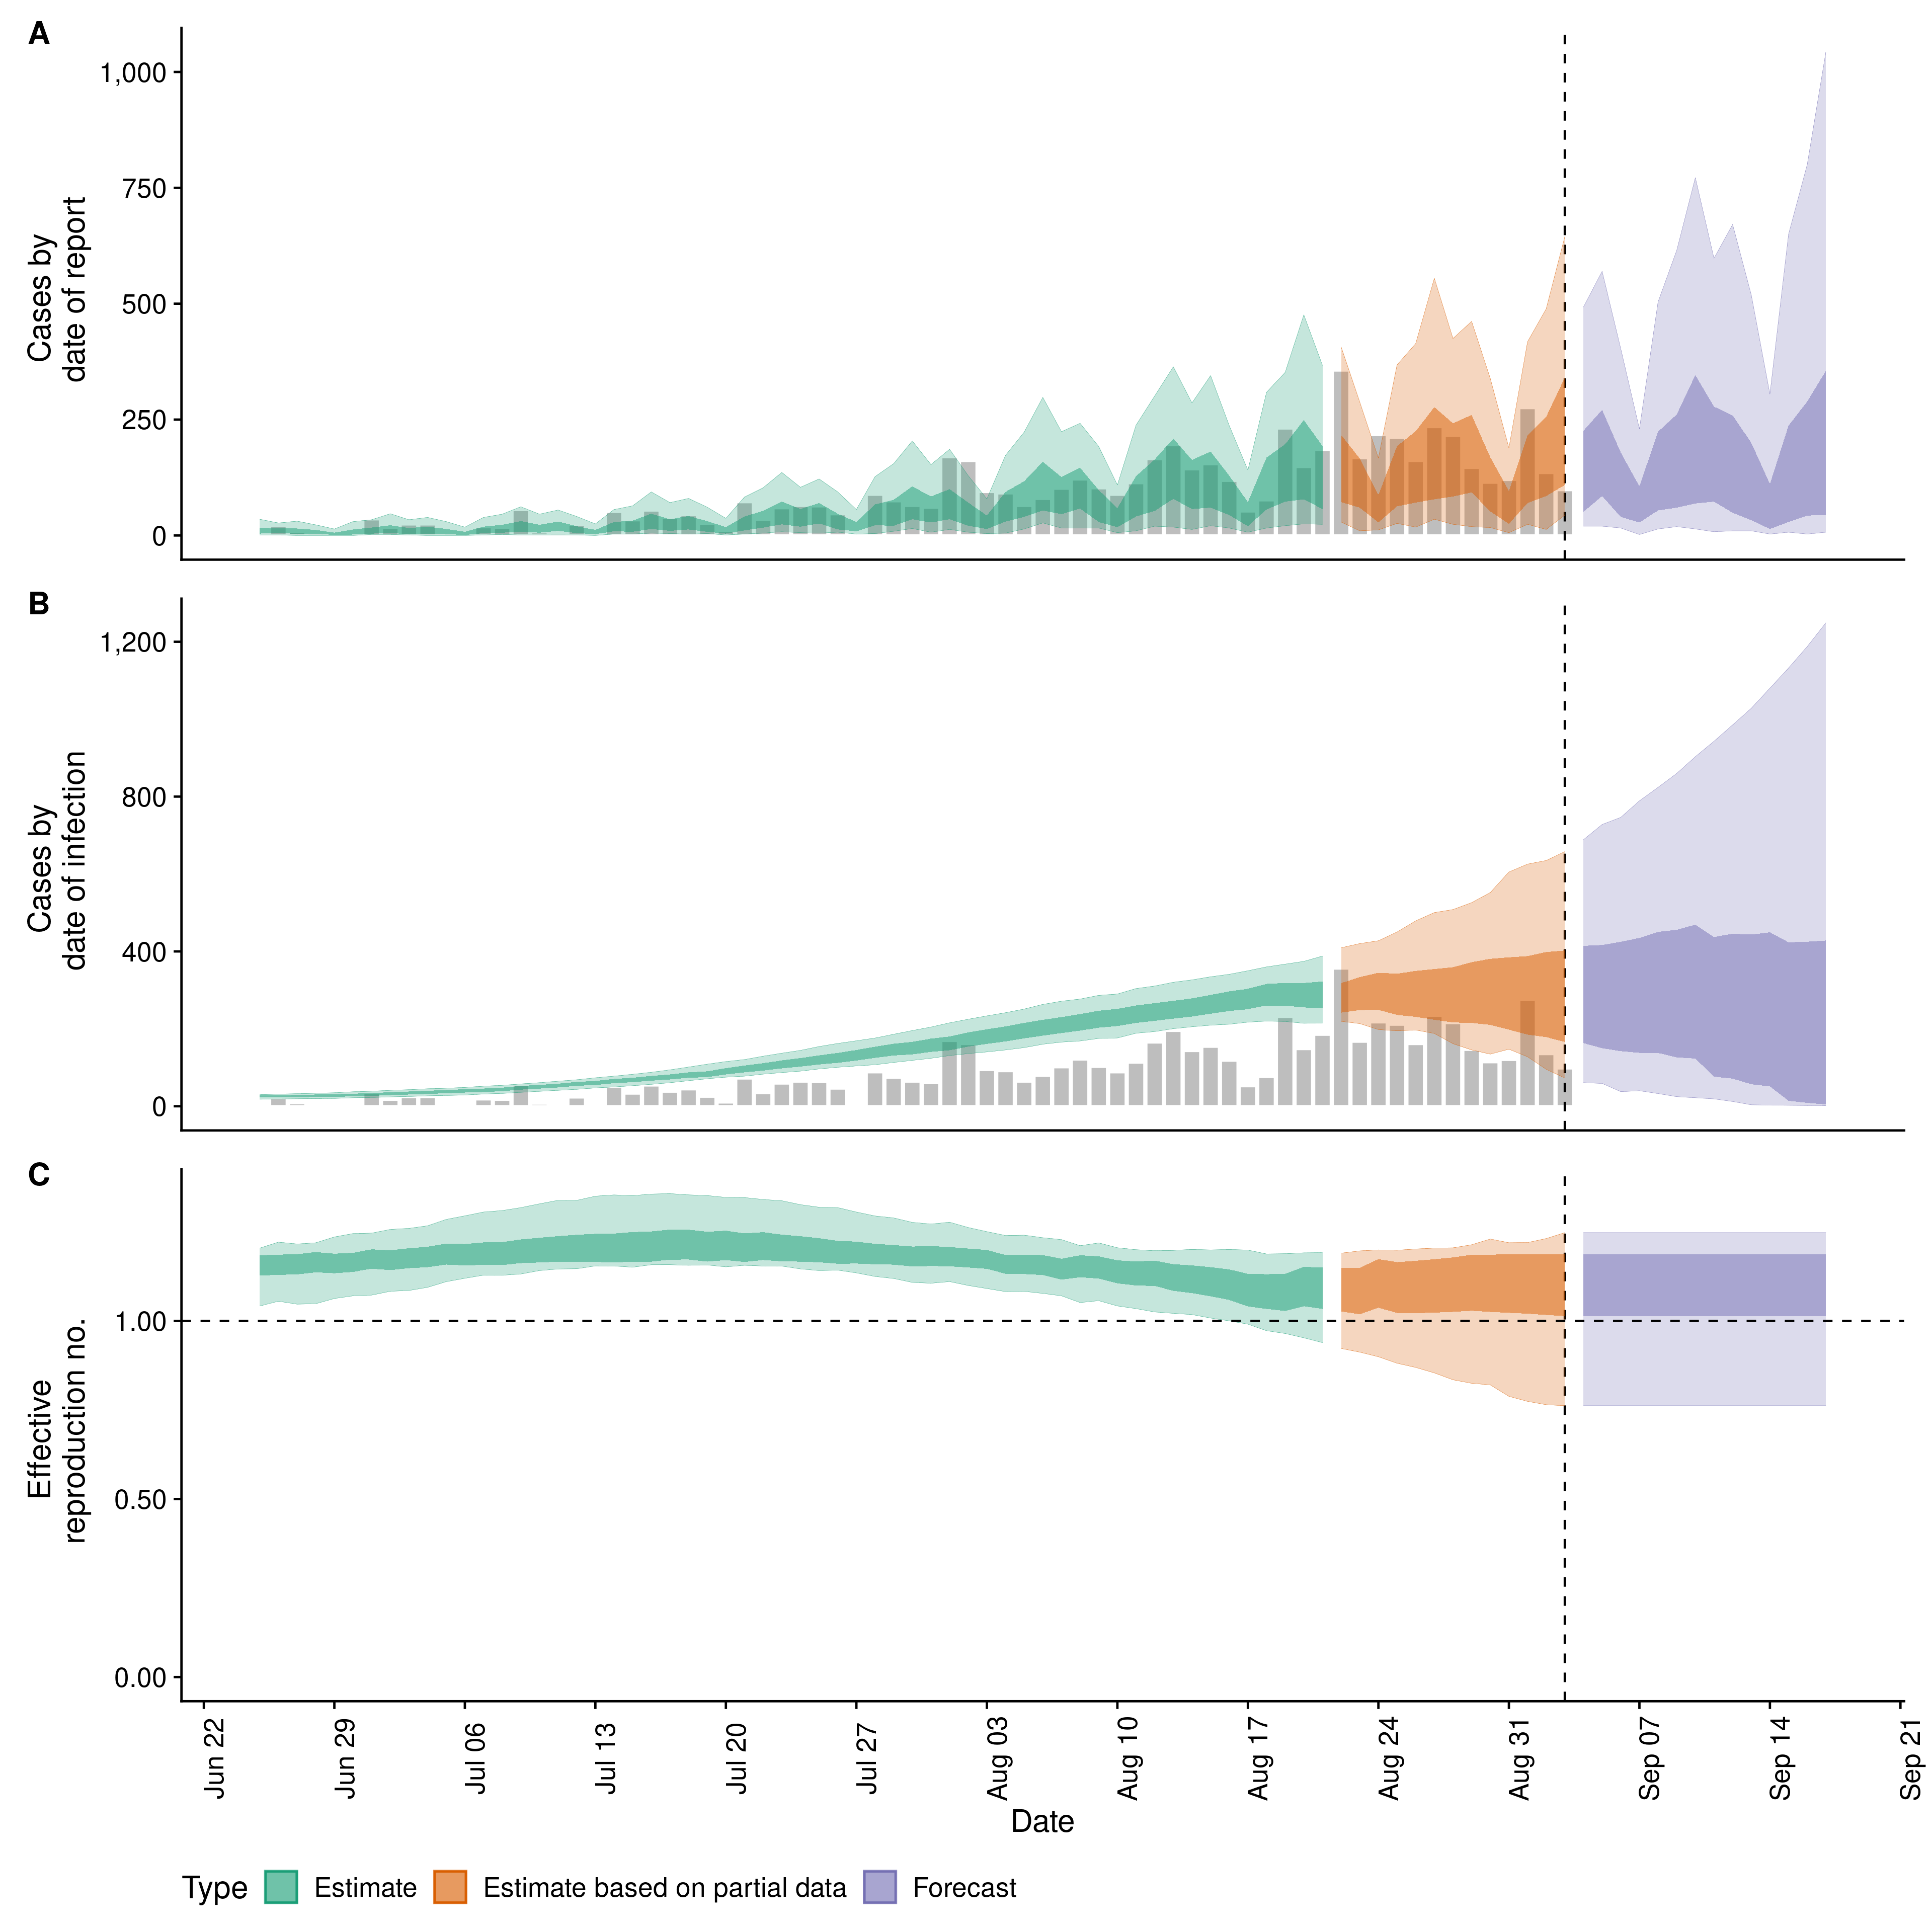 A
Cases by
date of report
1,000
750
500
250
0
B
Cases by
date of infection
1,200
800
400
0
C
Effective
reproduction no.
1.00
0.50
0.00
Jun 22
Jun 29
Jul 06
Jul 13
Jul 20
Jul 27
Aug 03
Aug 10
Aug 17
Aug 24
Aug 31
Sep 07
Sep 14
Sep 21
Date
Type
Estimate
Estimate based on partial data
Forecast